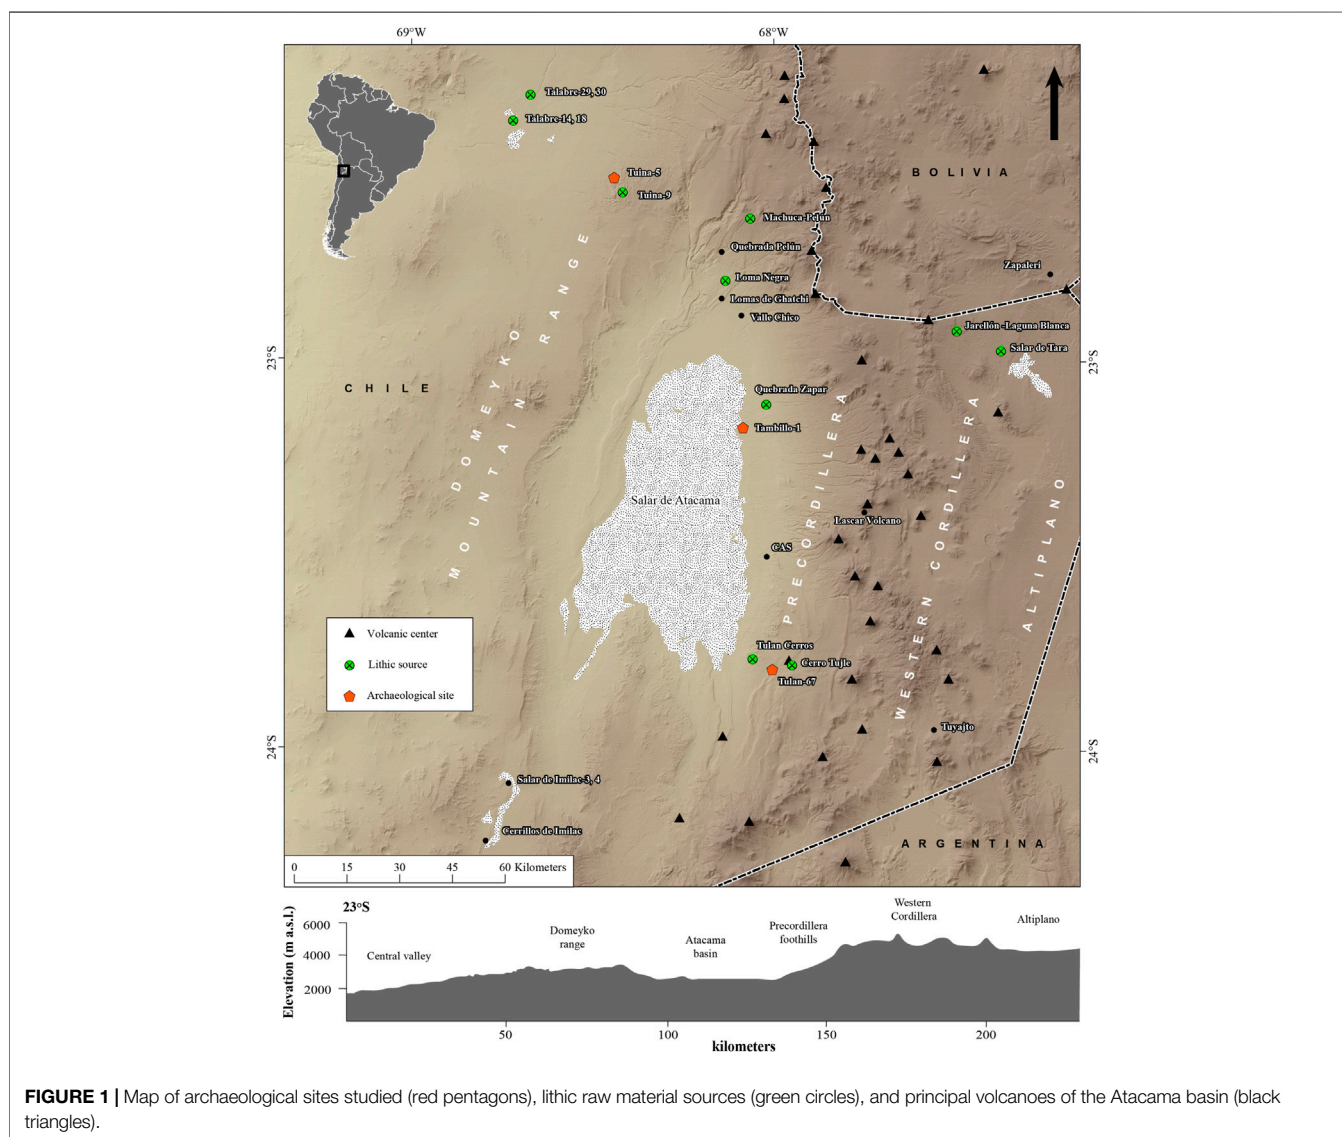 69°W
68°W
Talabre-29, 30
Talabre-14, 18
Tuina-5
Tuina-9
BOLIVIA
Machuca-Pelún
Quebrada Pelún
Zapaleri
Loma Negra
Lomas de Ghatchi
Valle Chico
Jarellón -Laguna Blanca
Salar de Tara
23°S
23°S
CHILE
DOMEYKO
MOUNTAIN RANGE
Quebrada Zapar
Tambillo-1
Salar de Atacama
PRECORDILLERA
WESTERN CORDILLERA
ALTIPLANO
Lascar Volcano
CAS
Volcanic center
Lithic source
Archaeological site
Tulan Cerros
Cerro Tujle
Tulan-67
Tuyajto
24°S
24°S
Salar de Imilac-3, 4
Cerrillos de Imilac
ARGENTINA
0 15 30 45 60 Kilometers
23°S
Elevation (m a.s.l.)
6000
4000
2000
Central valley
Domeyko
range
Atacama
basin
Precordillera
foothills
Western
Cordillera
Altiplano
50 100 150 200
kilometers
FIGURE 1 | Map of archaeological sites studied (red pentagons), lithic raw material sources (green circles), and principal volcanoes of the Atacama basin (black
triangles).